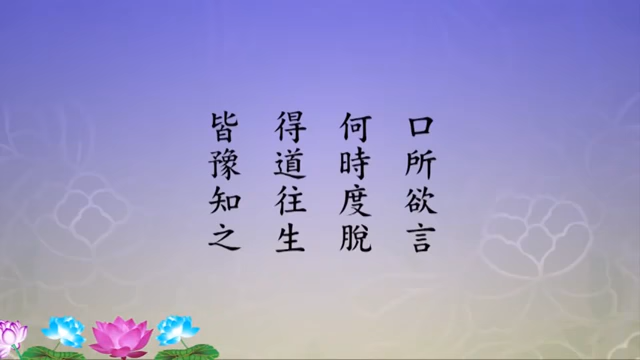 口所欲言
何時度脫
得道往生
皆豫知之